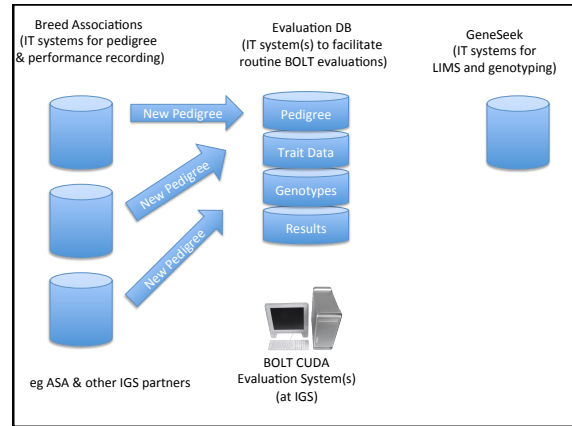 Breed Associations
(IT systems for pedigree
& performance recording)
Evaluation DB
(IT system(s) to facilitate
routine BOLT evaluations)
GeneSeek
(IT systems for
LIMS and genotyping)
New Pedigree
New Pedigree
New Pedigree
Pedigree
Trait Data
Genotypes
Results
eg ASA & other IGS partners
BOLT CUDA
Evaluation System(s)
(at IGS)